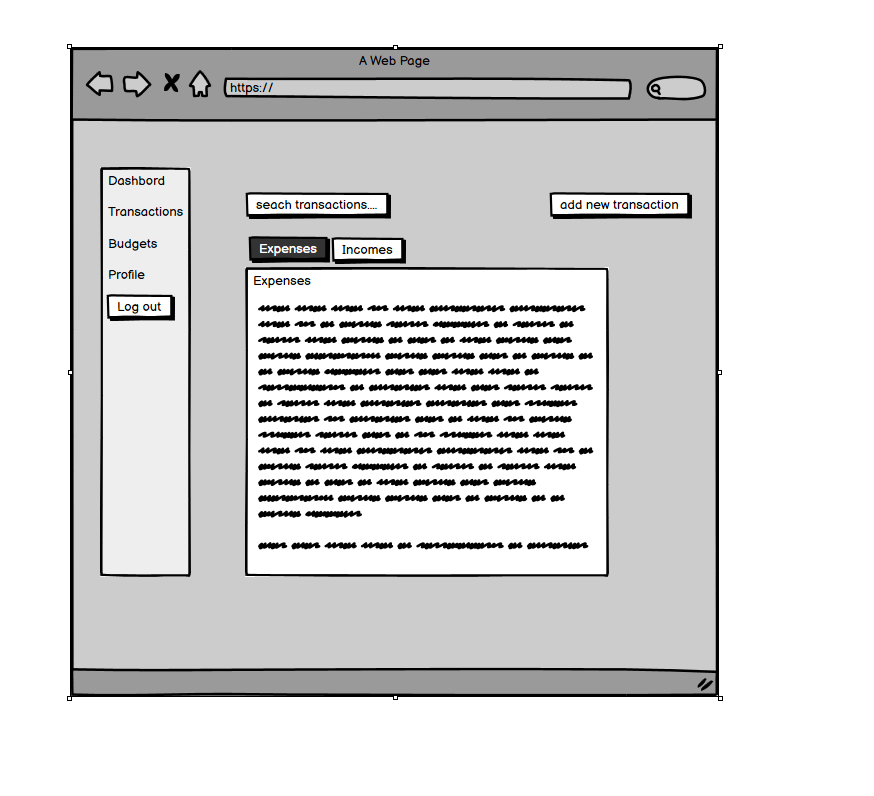 A Web Page
https://
Dashbord
Transactions
Budgets
Profile
Log out
seach transactions....
add new transaction
Expenses
Incomes
Expenses